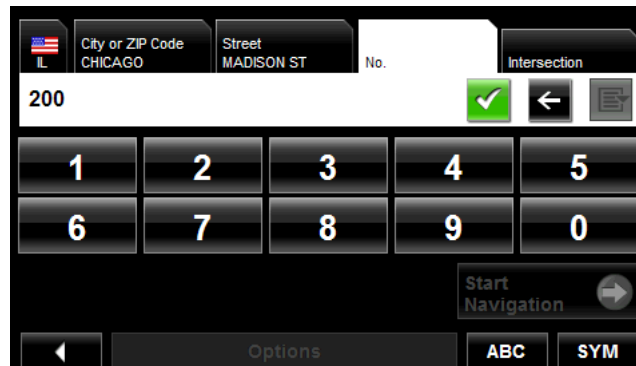 City or ZIP Code Street
IL CHICAGO MADISON ST No. Intersection
200
1 2 3 4 5
6 7 8 9 0
Start
Navigation
Options ABC SYM